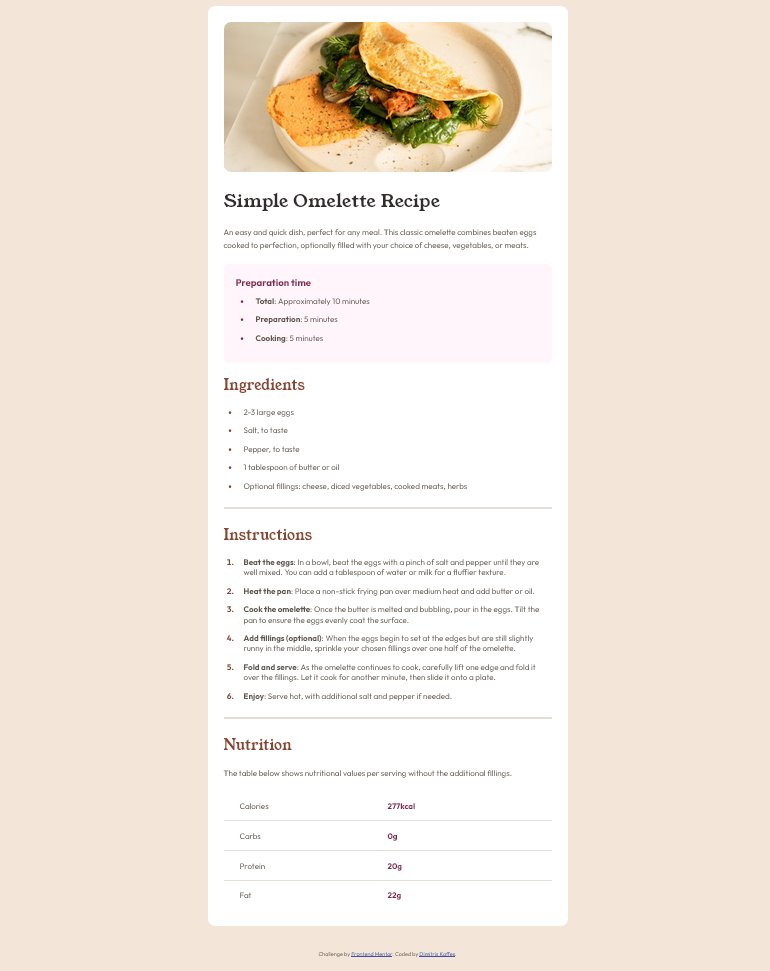 Simple Omelette Recipe
An easy and quick dish, perfect for any meal. This classic omelette combines beaten eggs
cooked to perfection, optionally filled with your choice of cheese, vegetables, or meats.
Preparation time
• Total: Approximately 10 minutes
• Preparation: 5 minutes
• Cooking: 5 minutes
Ingredients
• 2-3 large eggs
• Salt, to taste
• Pepper, to taste
• 1 tablespoon of butter or oil
• Optional fillings: cheese, diced vegetables, cooked meats, herbs
Instructions
1. Beat the eggs: In a bowl, beat the eggs with a pinch of salt and pepper until they are
well mixed. You can add a tablespoon of water or milk for a fluffier texture.
2. Heat the pan: Place a non-stick frying pan over medium heat and add butter or oil.
3. Cook the omelette: Once the butter is melted and bubbling, pour in the eggs. Tilt the
pan to ensure the eggs evenly coat the surface.
4. Add fillings (optional): When the eggs begin to set at the edges but are still slightly
runny in the middle, sprinkle your chosen fillings over one half of the omelette.
5. Fold and serve: As the omelette continues to cook, carefully lift one edge and fold it
over the fillings. Let it cook for another minute, then slide it onto a plate.
6. Enjoy: Serve hot, with additional salt and pepper if needed.
Nutrition
The table below shows nutritional values per serving without the additional fillings.
Calories 277kcal
Carbs 0g
Protein 20g
Fat 22g
Challenge by Frontend Mentor. Coded by Dimitris Kaffes.